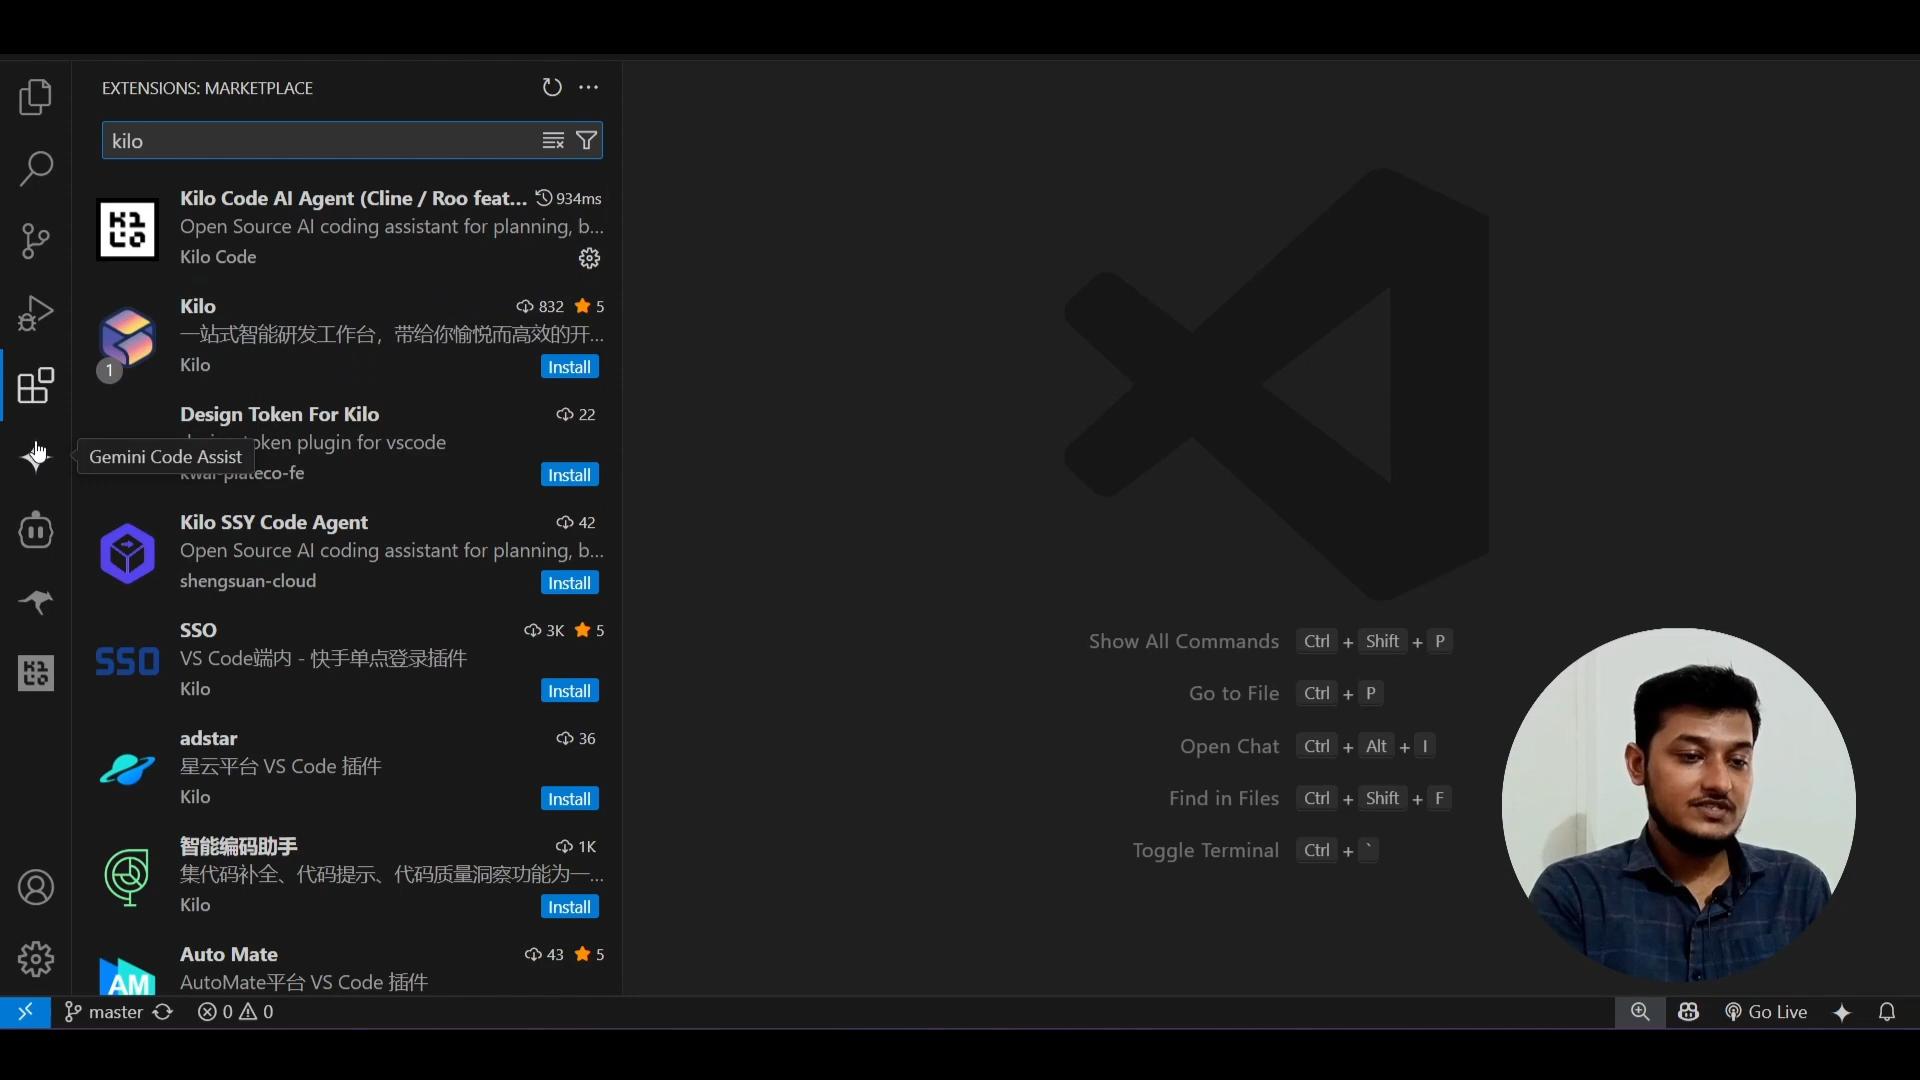 EXTENSIONS: MARKETPLACE
kilo
Kilo Code AI Agent (Cline / Roo feat... 934ms
Open Source AI coding assistant for planning, b...
Kilo Code
Kilo 832 5
一站式智能研发工作台，带给你愉悦而高效的开...
1
Kilo Install
Design Token For Kilo 22
token plugin for vscode
Gemini Code Assist
Install
Kilo SSY Code Agent 42
Open Source AI coding assistant for planning, b...
shengsuan-cloud Install
SSO 3K 5
SSO
VS Code端内 - 快手单点登录插件
Kilo Install
adstar 36
星云平台 VS Code 插件
Kilo Install
智能编码助手 1K
集代码补全、代码提示、代码质量洞察功能为一...
Kilo Install
Auto Mate 43 5
AM
AutoMate平台 VS Code 插件
Show All Commands Ctrl + Shift + P
Go to File Ctrl + P
Open Chat Ctrl + Alt + I
Find in Files Ctrl + Shift + F
Toggle Terminal Ctrl + `
master 0 0
Go Live